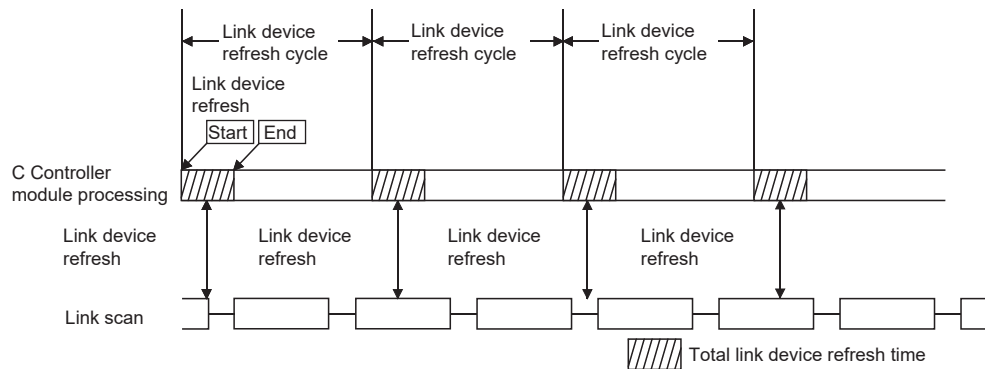 Link device
refresh cycle
Link device
refresh cycle
Link device
refresh cycle
Link device
refresh
Start
End
C Controller
module processing
Link device
refresh
Link device
refresh
Link device
refresh
Link device
refresh
Link scan
Total link device refresh time